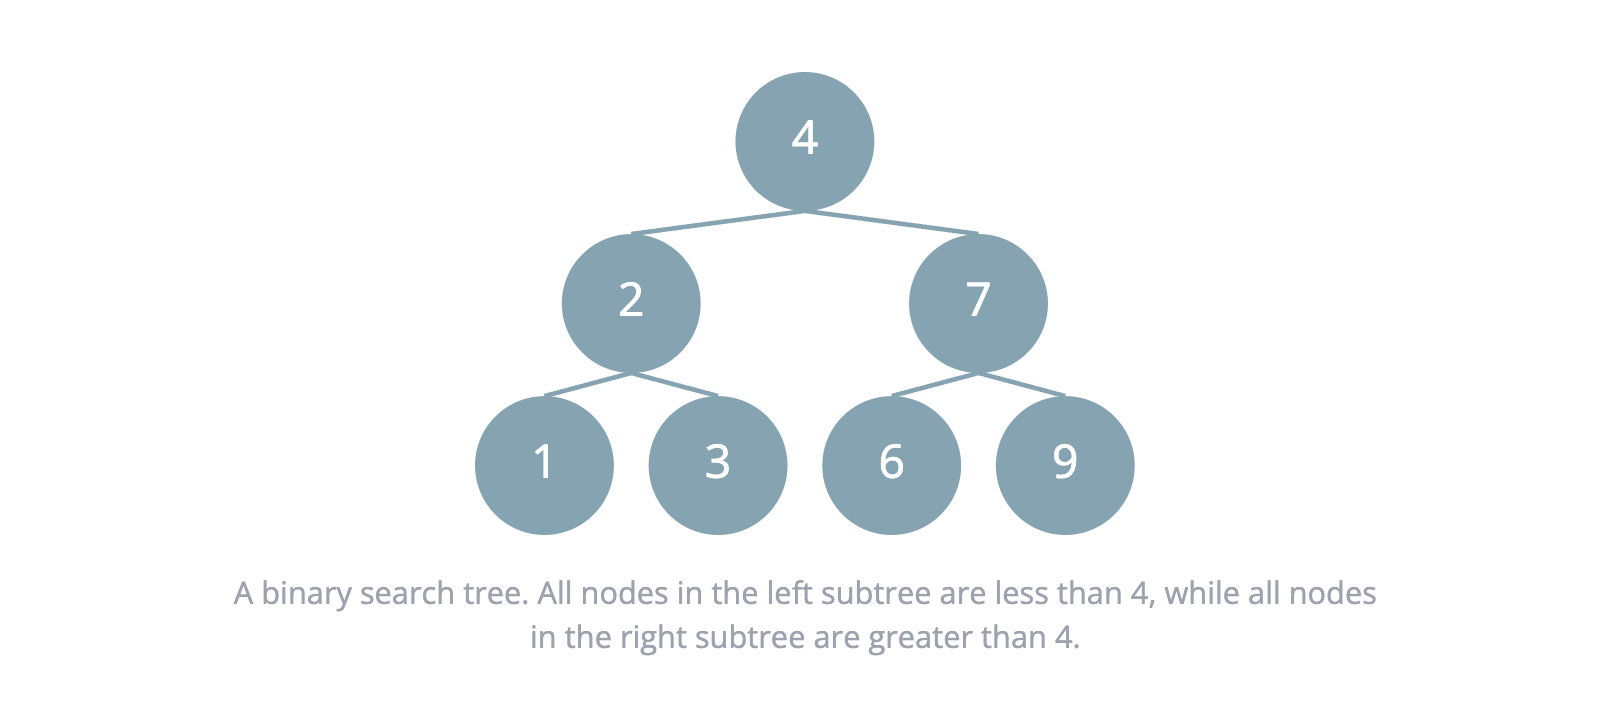 4
2 7
1 3 6 9
A binary search tree. All nodes in the left subtree are less than 4, while all nodes
in the right subtree are greater than 4.